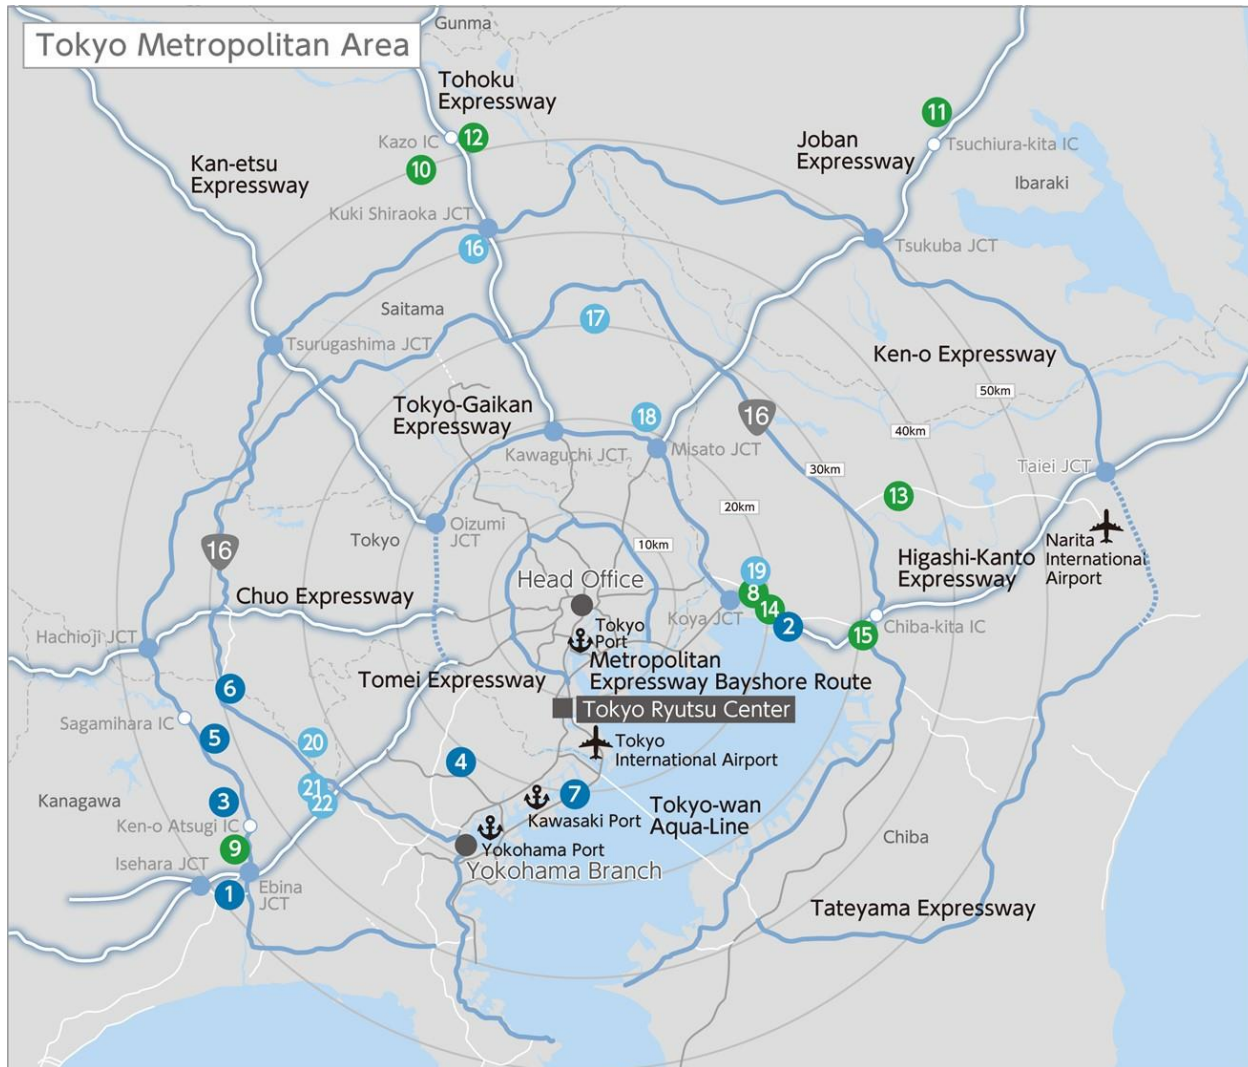 Tokyo Metropolitan Area
Gunma
Tohoku
Expressway
Kazo IC
12
10
11
Joban
Expressway
Tsuchiura-kita IC
Ibaraki
Kan-etsu
Expressway
Kuki Shiraoka JCT
16
Tsukuba JCT
Saitama
17
Tsurugashima JCT
Ken-o Expressway
50km
Tokyo-Gaikan
Expressway
18
16
40km
Kawaguchi JCT
Misato JCT
30km
Taiei JCT
20km
13
Oizumi
JCT
Tokyo
10km
16
Narita
International
Airport
Higashi-Kanto
Expressway
Head Office
19
8
14
2
Chuo Expressway
Koya JCT
Chiba-kita IC
15
Hachioji JCT
Tokyo
Port
Metropolitan
Expressway Bayshore Route
Tomei Expressway
6
Tokyo Ryutsu Center
Sagamihara IC
5
20
4
Tokyo
International Airport
21
22
7
Kanagawa
3
Kawasaki Port
Tokyo-wan
Aqua-Line
Ken-o Atsugi IC
9
Yokohama Port
Chiba
Isehara JCT
Yokohama Branch
1
Ebina
JCT
Tateyama Expressway